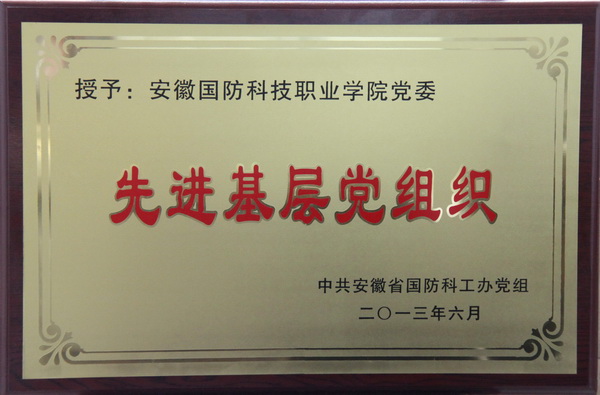 授予：安徽国防科技职业学院党委
先进基层党组织
中共安徽省国防科工办党组
二〇一三年六月